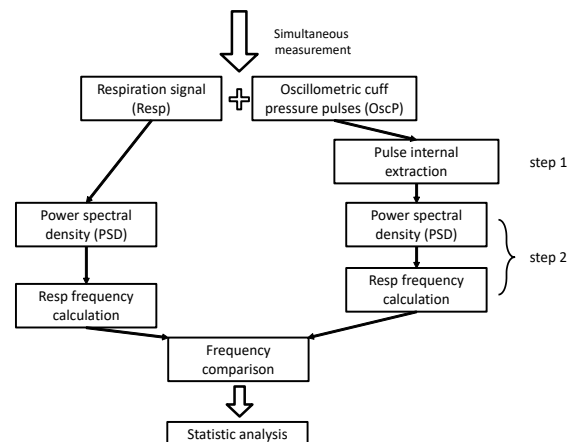 Simultaneous
measurement
Respiration signal
(Resp)
Oscillometric cuff
pressure pulses (OscP)
Pulse internal
extraction
step 1
Power spectral
density (PSD)
Power spectral
density (PSD)
step 2
Resp frequency
calculation
Resp frequency
calculation
Frequency
comparison
Statistic analysis